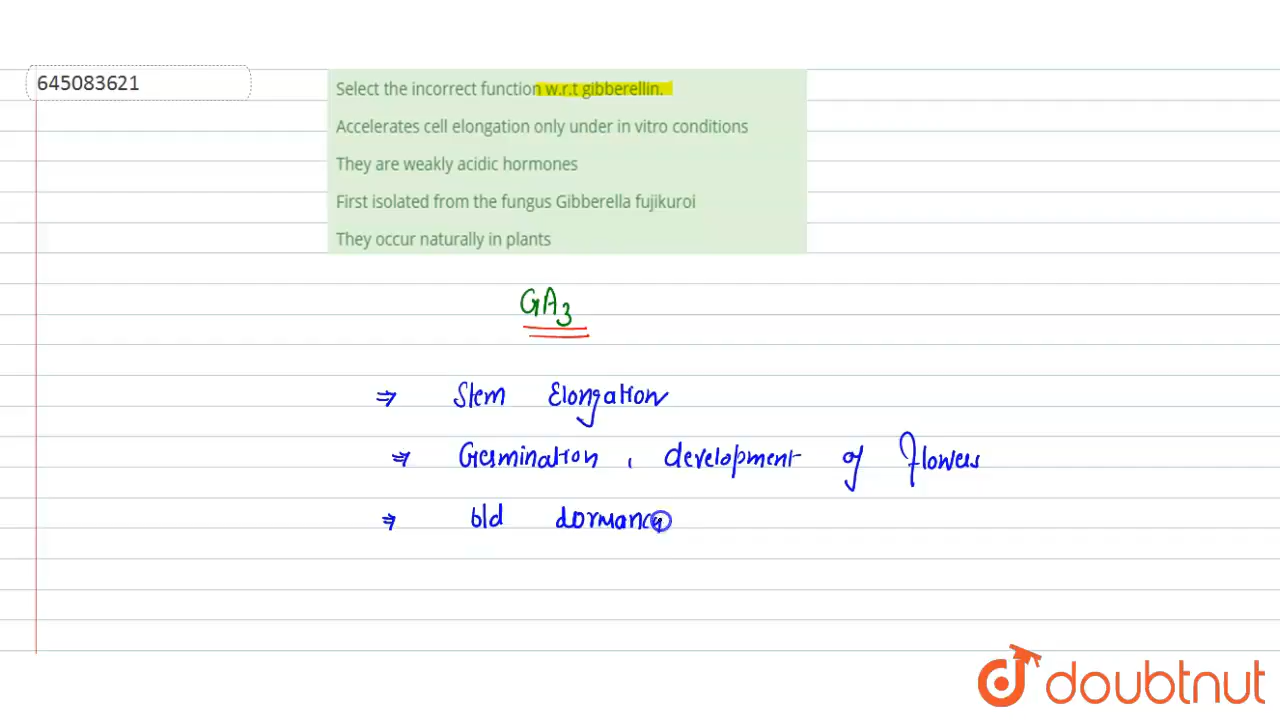 645083621
Select the incorrect function w.r.t gibberellin.
Accelerates cell elongation only under in vitro conditions
They are weakly acidic hormones
First isolated from the fungus Gibberella fujikuroi
They occur naturally in plants
GA3
⇒ Stem Elongation
⇒ Germination, development of Flowers
⇒ bld dormancy
doubtnut